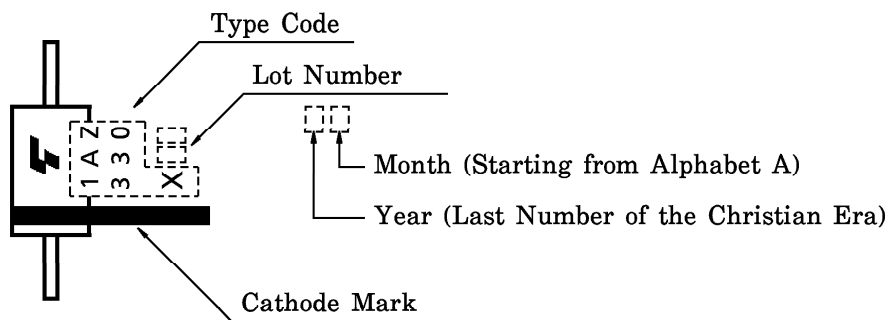 Type Code
Lot Number
1AZ
330
X
Month (Starting from Alphabet A)
Year (Last Number of the Christian Era)
Cathode Mark